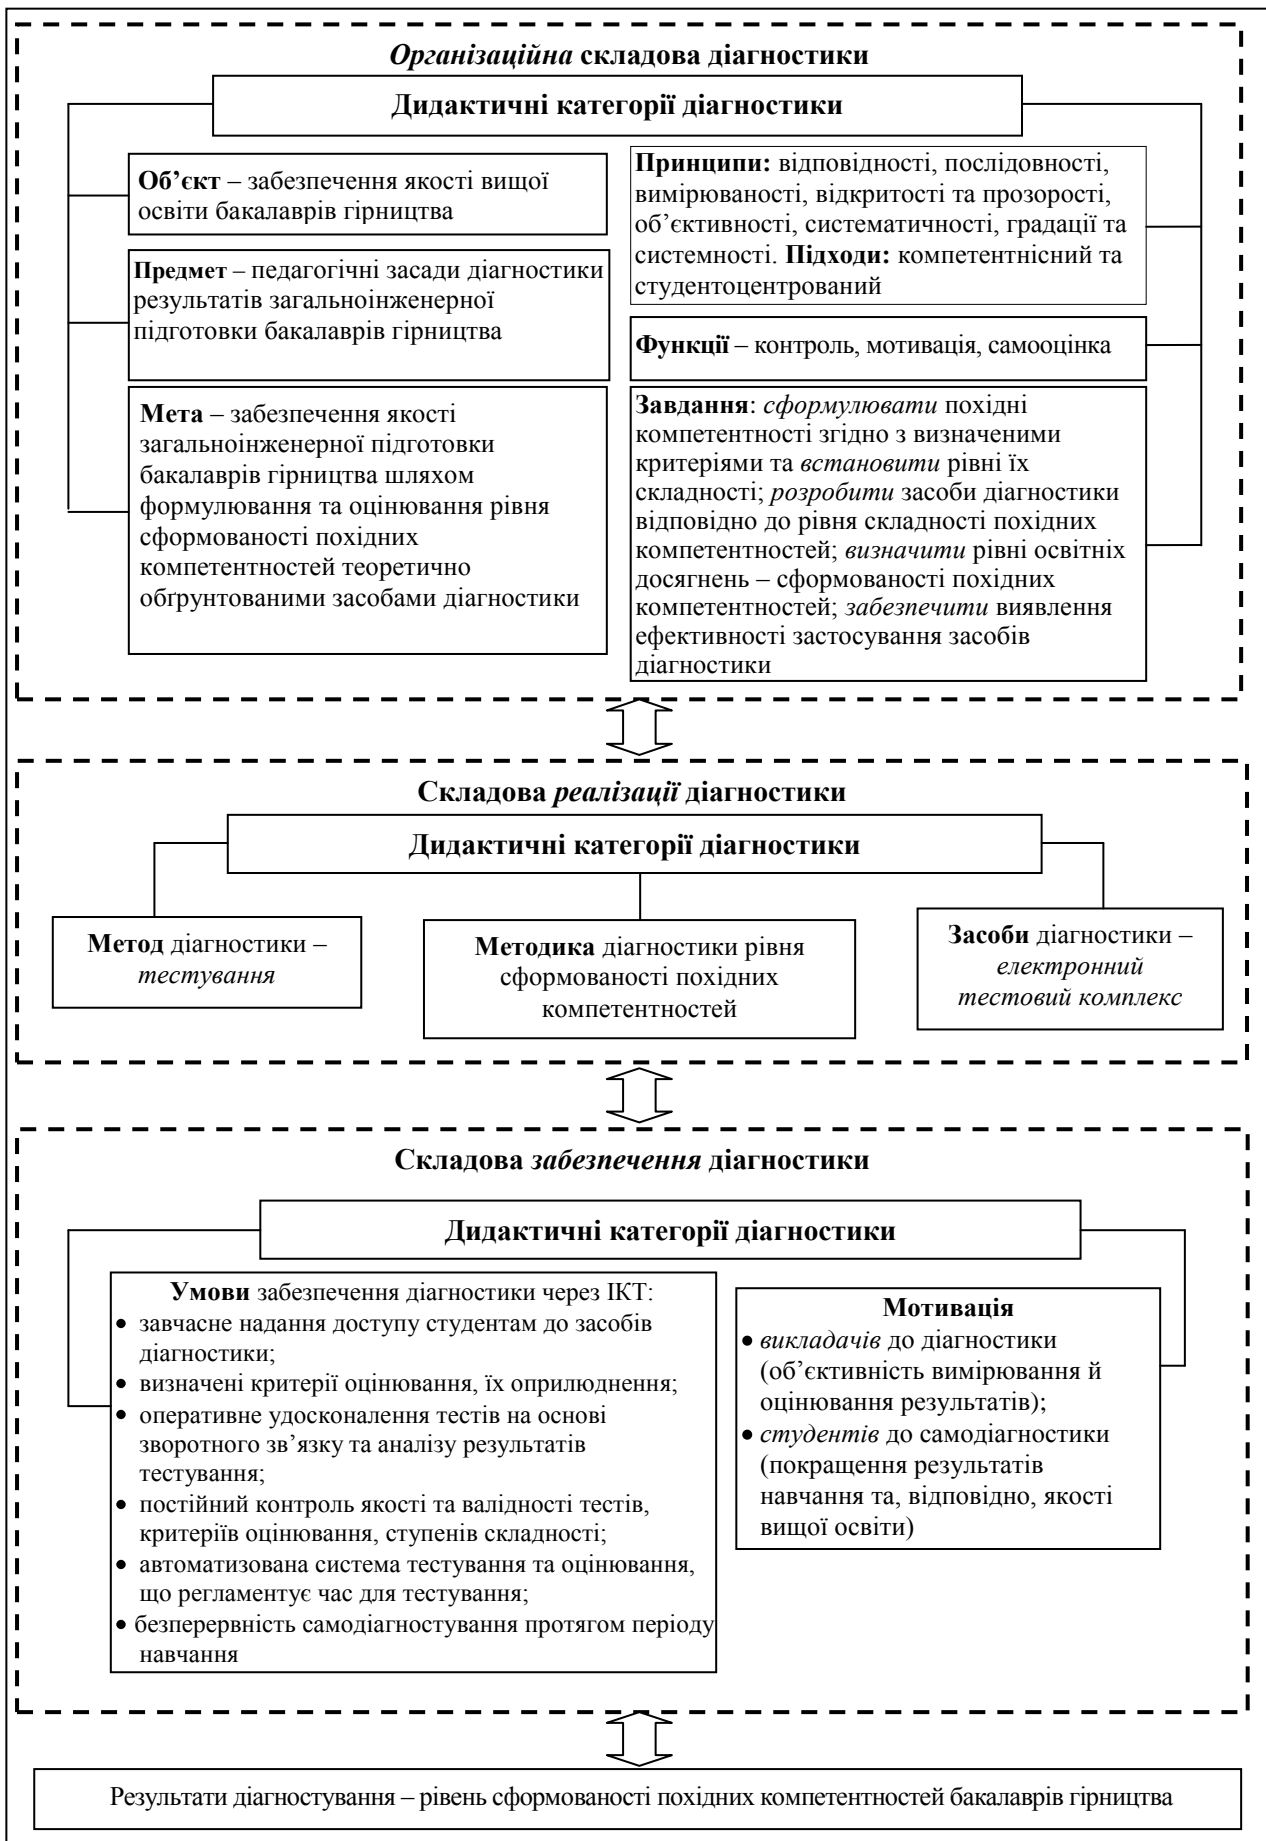 Організаційна складова діагностики
Дидактичні категорії діагностики
Об’єкт – забезпечення якості вищої
освіти бакалаврів гірництва
Предмет – педагогічні засади діагностики
результатів загальноінженерної
підготовки бакалаврів гірництва
Мета – забезпечення якості
загальноінженерної підготовки
бакалаврів гірництва шляхом
формулювання та оцінювання рівня
сформованості похідних
компетентностей теоретично
обґрунтованими засобами діагностики
Принципи: відповідності, послідовності,
вимірюваності, відкритості та прозорості,
об’єктивності, систематичності, градації та
системності. Підходи: компетентнісний та
студентоцентрований
Функції – контроль, мотивація, самооцінка
Завдання: сформулювати похідні
компетентності згідно з визначеними
критеріями та встановити рівні їх
складності; розробити засоби діагностики
відповідно до рівня складності похідних
компетентностей; визначити рівні освітніх
досягнень – сформованості похідних
компетентностей; забезпечити виявлення
ефективності застосування засобів
діагностики
Складова реалізації діагностики
Дидактичні категорії діагностики
Метод діагностики –
тестування
Методика діагностики рівня
сформованості похідних
компетентностей
Засоби діагностики –
електронний
тестовий комплекс
Складова забезпечення діагностики
Дидактичні категорії діагностики
Умови забезпечення діагностики через ІКТ:
• завчасне надання доступу студентам до засобів
діагностики;
• визначені критерії оцінювання, їх оприлюднення;
• оперативне удосконалення тестів на основі
зворотного зв’язку та аналізу результатів
тестування;
• постійний контроль якості та валідності тестів,
критеріїв оцінювання, ступенів складності;
• автоматизована система тестування та оцінювання,
що регламентує час для тестування;
• безперервність самодіагностування протягом періоду
навчання
Мотивація
• викладачів до діагностики
(об’єктивність вимірювання й
оцінювання результатів);
• студентів до самодіагностики
(покращення результатів
навчання та, відповідно, якості
вищої освіти)
Результати діагностування – рівень сформованості похідних компетентностей бакалаврів гірництва